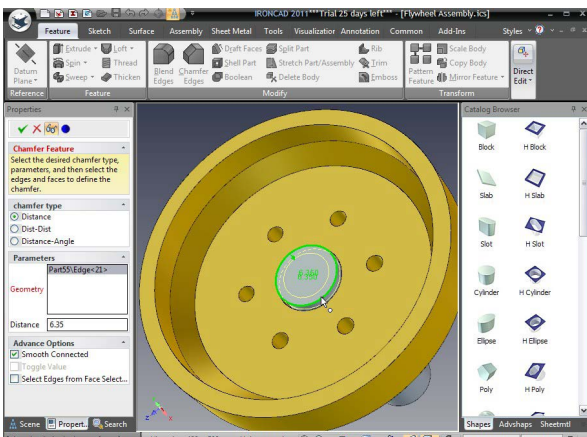 IRONCAD 2011***Trial 25 days left*** - [Flywheel Assembly.ics]
Feature Sketch Surface Assembly Sheet Metal Tools Visualization Annotation Common Add-Ins Styles
Extrude Loft Draft Faces Split Part Rib Scale Body
Spin Thread Shell Part Stretch Part/Assembly Trim Copy Body
Sweep Thicken Boolean Delete Body Emboss Mirror Feature
Datum Plane Blend Edges Chamfer Edges Pattern Feature Direct Edit
Reference Feature Modify Transform
Properties
Chamfer Feature
Select the desired chamfer type,
parameters, and then select the
edges and faces to define the
chamfer.
chamfer type
Distance
Dist-Dist
Distance-Angle
Parameters
Part55\Edge<21>
Geometry
Distance 6.35
Advance Options
Smooth Connected
Toggle Value
Select Edges from Face Select...
Scene Propert.. Search
Catalog Browser
Block H Block
Slab H Slab
Slot H Slot
Cylinder H Cylinder
Ellipse H Ellipse
Poly H Poly
Shapes Advshaps Sheetmtl